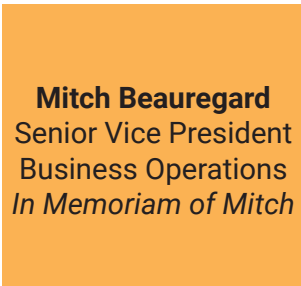 Mitch Beauregard
Senior Vice President
Business Operations
In Memoriam of Mitch